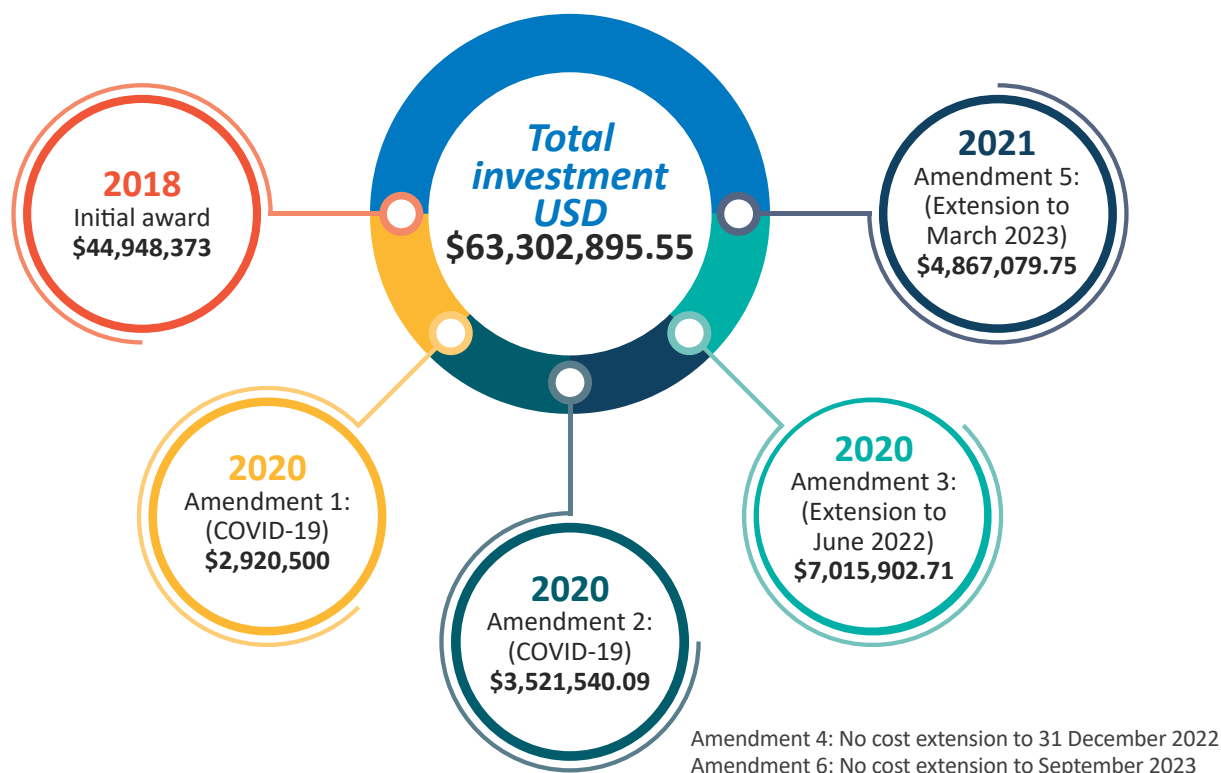 Total
investment
USD
$63,302,895.55
2018
Initial award
$44,948,373
2020
Amendment 1:
(COVID-19)
$2,920,500
2020
Amendment 2:
(COVID-19)
$3,521,540.09
2020
Amendment 3:
(Extension to
June 2022)
$7,015,902.71
2021
Amendment 5:
(Extension to
March 2023)
$4,867,079.75
Amendment 4: No cost extension to 31 December 2022
Amendment 6: No cost extension to September 2023